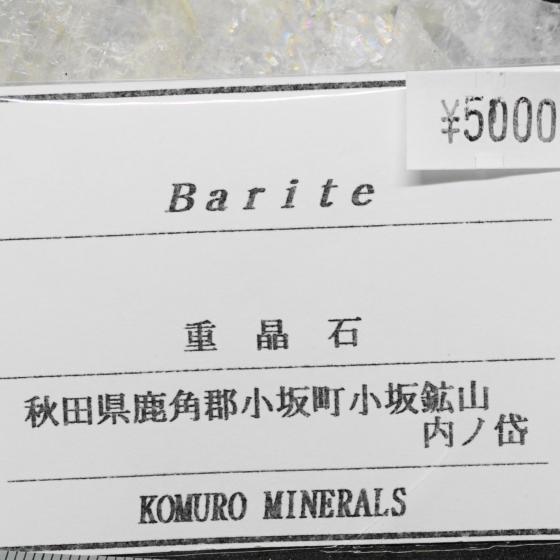 ¥5000
Barite
重晶石
秋田県鹿角郡小坂町小坂鉱山
内ノ岱
KOMURO MINERALS